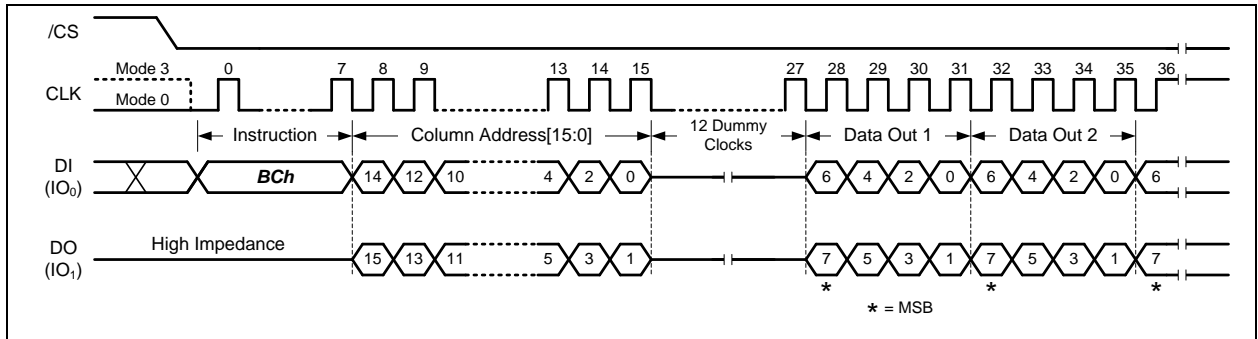 /CS
Mode 3 0 7 8 9 13 14 15 27 28 29 30 31 32 33 34 35 36
CLK Mode 0
Instruction Column Address[15:0] 12 Dummy Clocks Data Out 1 Data Out 2
DI (IO0) BCh 14 12 10 4 2 0 6 4 2 0 6 4 2 0 6
High Impedance
DO (IO1) 15 13 11 5 3 1 7 5 3 1 7 5 3 1 7
* * *
* = MSB